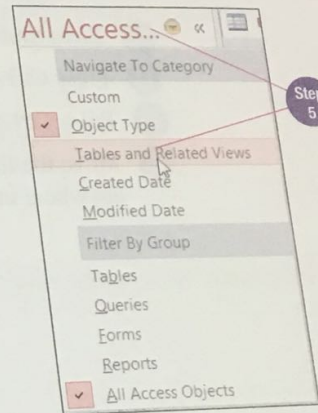 All Access...
Navigate To Category
Custom
Object Type
Tables and Related Views
Created Date
Modified Date
Filter By Group
Tables
Queries
Forms
Reports
All Access Objects
Step
5